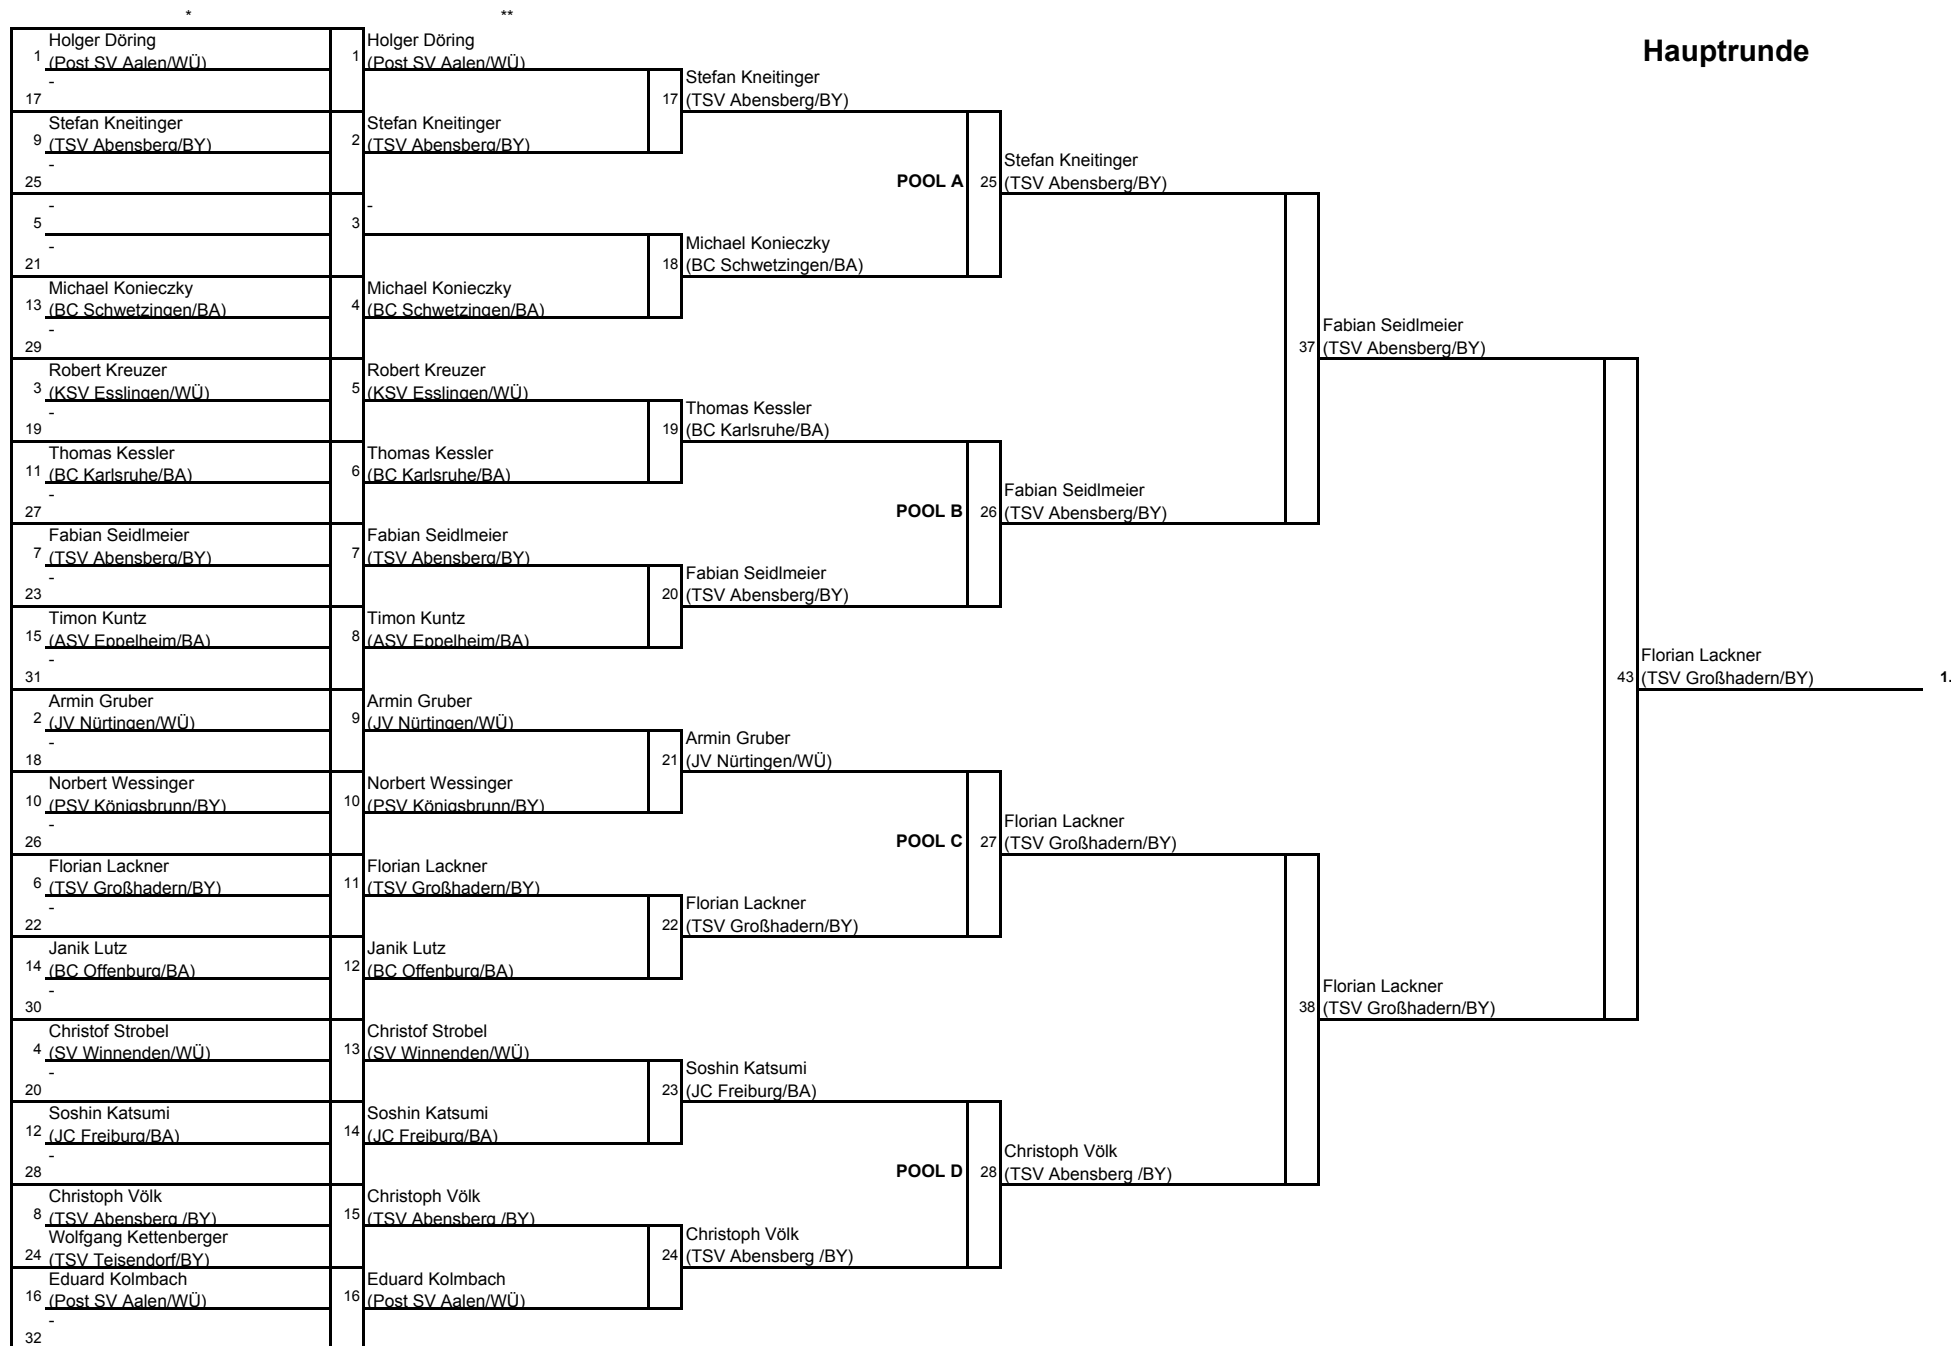 *
**
Hauptrunde
1 Holger Döring
(Post SV Aalen/WÜ)
17 -
9 Stefan Kneitinger
(TSV Abensberg/BY)
25 -
5 -
21 -
13 Michael Konieczky
(BC Schwetzingen/BA)
29 -
3 Robert Kreuzer
(KSV Esslingen/WÜ)
19 -
11 Thomas Kessler
(BC Karlsruhe/BA)
27 -
7 Fabian Seidlmeier
(TSV Abensberg/BY)
23 -
15 Timon Kuntz
(ASV Eppelheim/BA)
31 -
2 Armin Gruber
(JV Nürtingen/WÜ)
18 -
10 Norbert Wessinger
(PSV Königsbrunn/BY)
26 -
6 Florian Lackner
(TSV Großhadern/BY)
22 -
14 Janik Lutz
(BC Offenburg/BA)
30 -
4 Christof Strobel
(SV Winnenden/WÜ)
20 -
12 Soshin Katsumi
(JC Freiburg/BA)
28 -
8 Christoph Völk
(TSV Abensberg /BY)
24 Wolfgang Kettenberger
(TSV Teisendorf/BY)
16 Eduard Kolmbach
(Post SV Aalen/WÜ)
32 -
1 Holger Döring
(Post SV Aalen/WÜ)
2 Stefan Kneitinger
(TSV Abensberg/BY)
3 -
4 Michael Konieczky
(BC Schwetzingen/BA)
5 Robert Kreuzer
(KSV Esslingen/WÜ)
6 Thomas Kessler
(BC Karlsruhe/BA)
7 Fabian Seidlmeier
(TSV Abensberg/BY)
8 Timon Kuntz
(ASV Eppelheim/BA)
9 Armin Gruber
(JV Nürtingen/WÜ)
10 Norbert Wessinger
(PSV Königsbrunn/BY)
11 Florian Lackner
(TSV Großhadern/BY)
12 Janik Lutz
(BC Offenburg/BA)
13 Christof Strobel
(SV Winnenden/WÜ)
14 Soshin Katsumi
(JC Freiburg/BA)
15 Christoph Völk
(TSV Abensberg /BY)
16 Eduard Kolmbach
(Post SV Aalen/WÜ)
17 Stefan Kneitinger
(TSV Abensberg/BY)
18 Michael Konieczky
(BC Schwetzingen/BA)
19 Thomas Kessler
(BC Karlsruhe/BA)
20 Fabian Seidlmeier
(TSV Abensberg/BY)
21 Armin Gruber
(JV Nürtingen/WÜ)
22 Florian Lackner
(TSV Großhadern/BY)
23 Soshin Katsumi
(JC Freiburg/BA)
24 Christoph Völk
(TSV Abensberg /BY)
POOL A 25 Stefan Kneitinger
(TSV Abensberg/BY)
POOL B 26 Fabian Seidlmeier
(TSV Abensberg/BY)
POOL C 27 Florian Lackner
(TSV Großhadern/BY)
POOL D 28 Christoph Völk
(TSV Abensberg /BY)
37 Fabian Seidlmeier
(TSV Abensberg/BY)
38 Florian Lackner
(TSV Großhadern/BY)
43 Florian Lackner
(TSV Großhadern/BY) 1.